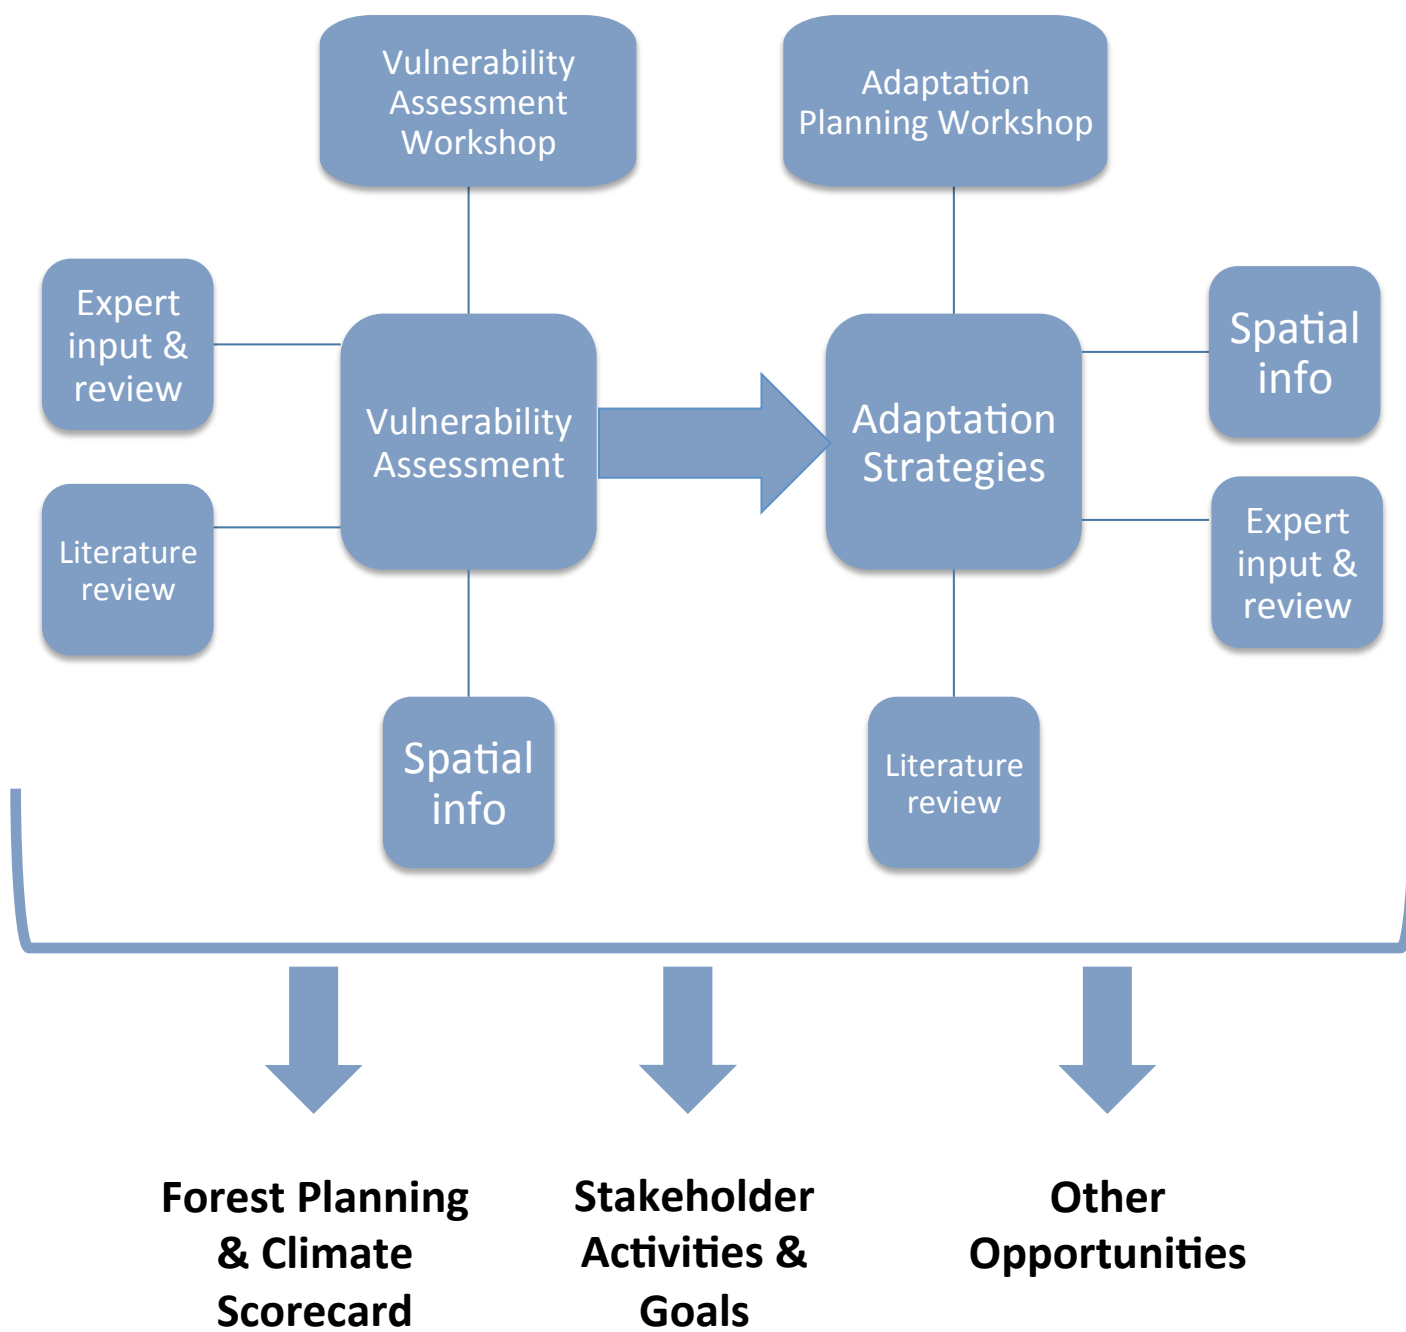 Vulnerability
Assessment
Workshop
Adaptation
Planning Workshop
Expert
input &
review
Vulnerability
Assessment
Adaptation
Strategies
Spatial
info
Literature
review
Expert
input &
review
Spatial
info
Literature
review
Forest Planning
& Climate
Scorecard
Stakeholder
Activities &
Goals
Other
Opportunities